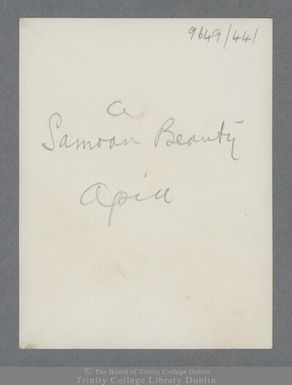 9649/441
A
Samoan Beauty
Apia
© The Board of Trinity College Dublin
Trinity College Library Dublin